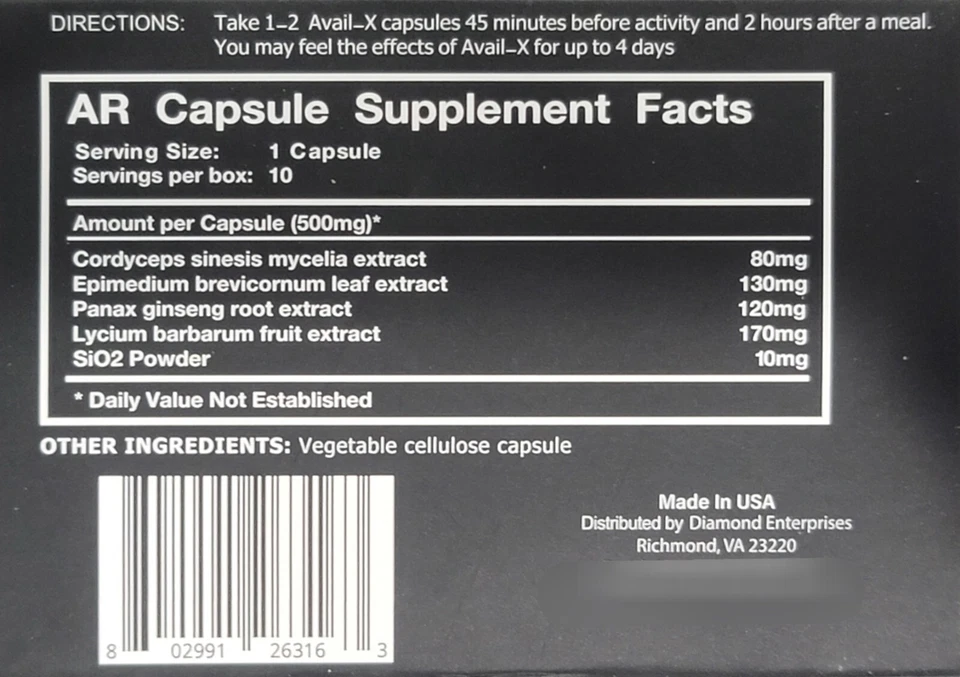 DIRECTIONS: Take 1–2 Avail–X capsules 45 minutes before activity and 2 hours after a meal.
You may feel the effects of Avail–X for up to 4 days
AR Capsule Supplement Facts
Serving Size: 1 Capsule
Servings per box: 10
Amount per Capsule (500mg)*
Cordyceps sinesis mycelia extract 80mg
Epimedium brevicornum leaf extract 130mg
Panax ginseng root extract 120mg
Lycium barbarum fruit extract 170mg
SiO2 Powder 10mg
* Daily Value Not Established
OTHER INGREDIENTS: Vegetable cellulose capsule
Made In USA
Distributed by Diamond Enterprises
Richmond, VA 23220
8 02991 26316 3